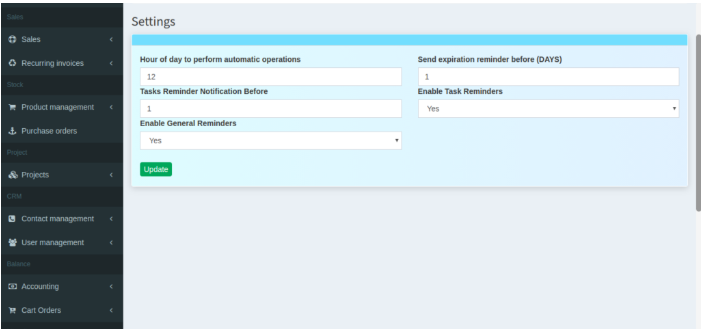 Sales
Sales
Recurring invoices
Stock
Product management
Purchase orders
Project
Projects
CRM
Contact management
User management
Balance
Accounting
Cart Orders
Settings
Hour of day to perform automatic operations
12
Send expiration reminder before (DAYS)
1
Tasks Reminder Notification Before
1
Enable Task Reminders
Yes
Enable General Reminders
Yes
Update